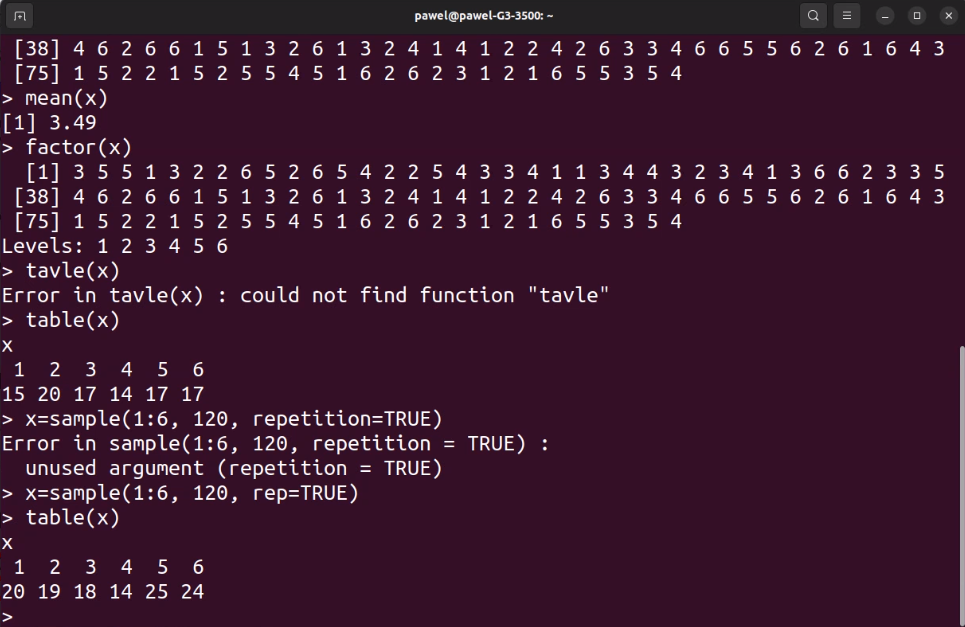 pawel@pawel-G3-3500: ~
[38] 4 6 2 6 6 1 5 1 3 2 6 1 3 2 4 1 4 1 2 2 4 2 6 3 3 4 6 6 5 5 6 2 6 1 6 4 3
[75] 1 5 2 2 1 5 2 5 5 4 5 1 6 2 6 2 3 1 2 1 6 5 5 3 5 4
> mean(x)
[1] 3.49
> factor(x)
[1] 3 5 5 1 3 2 2 6 5 2 6 5 4 2 2 5 4 3 3 4 1 1 3 4 4 3 2 3 4 1 3 6 6 2 3 3 5
[38] 4 6 2 6 6 1 5 1 3 2 6 1 3 2 4 1 4 1 2 2 4 2 6 3 3 4 6 6 5 5 6 2 6 1 6 4 3
[75] 1 5 2 2 1 5 2 5 5 4 5 1 6 2 6 2 3 1 2 1 6 5 5 3 5 4
Levels: 1 2 3 4 5 6
> tavle(x)
Error in tavle(x) : could not find function "tavle"
> table(x)
x
1 2 3 4 5 6
15 20 17 14 17 17
> x=sample(1:6, 120, repetition=TRUE)
Error in sample(1:6, 120, repetition = TRUE) :
unused argument (repetition = TRUE)
> x=sample(1:6, 120, rep=TRUE)
> table(x)
x
1 2 3 4 5 6
20 19 18 14 25 24
>